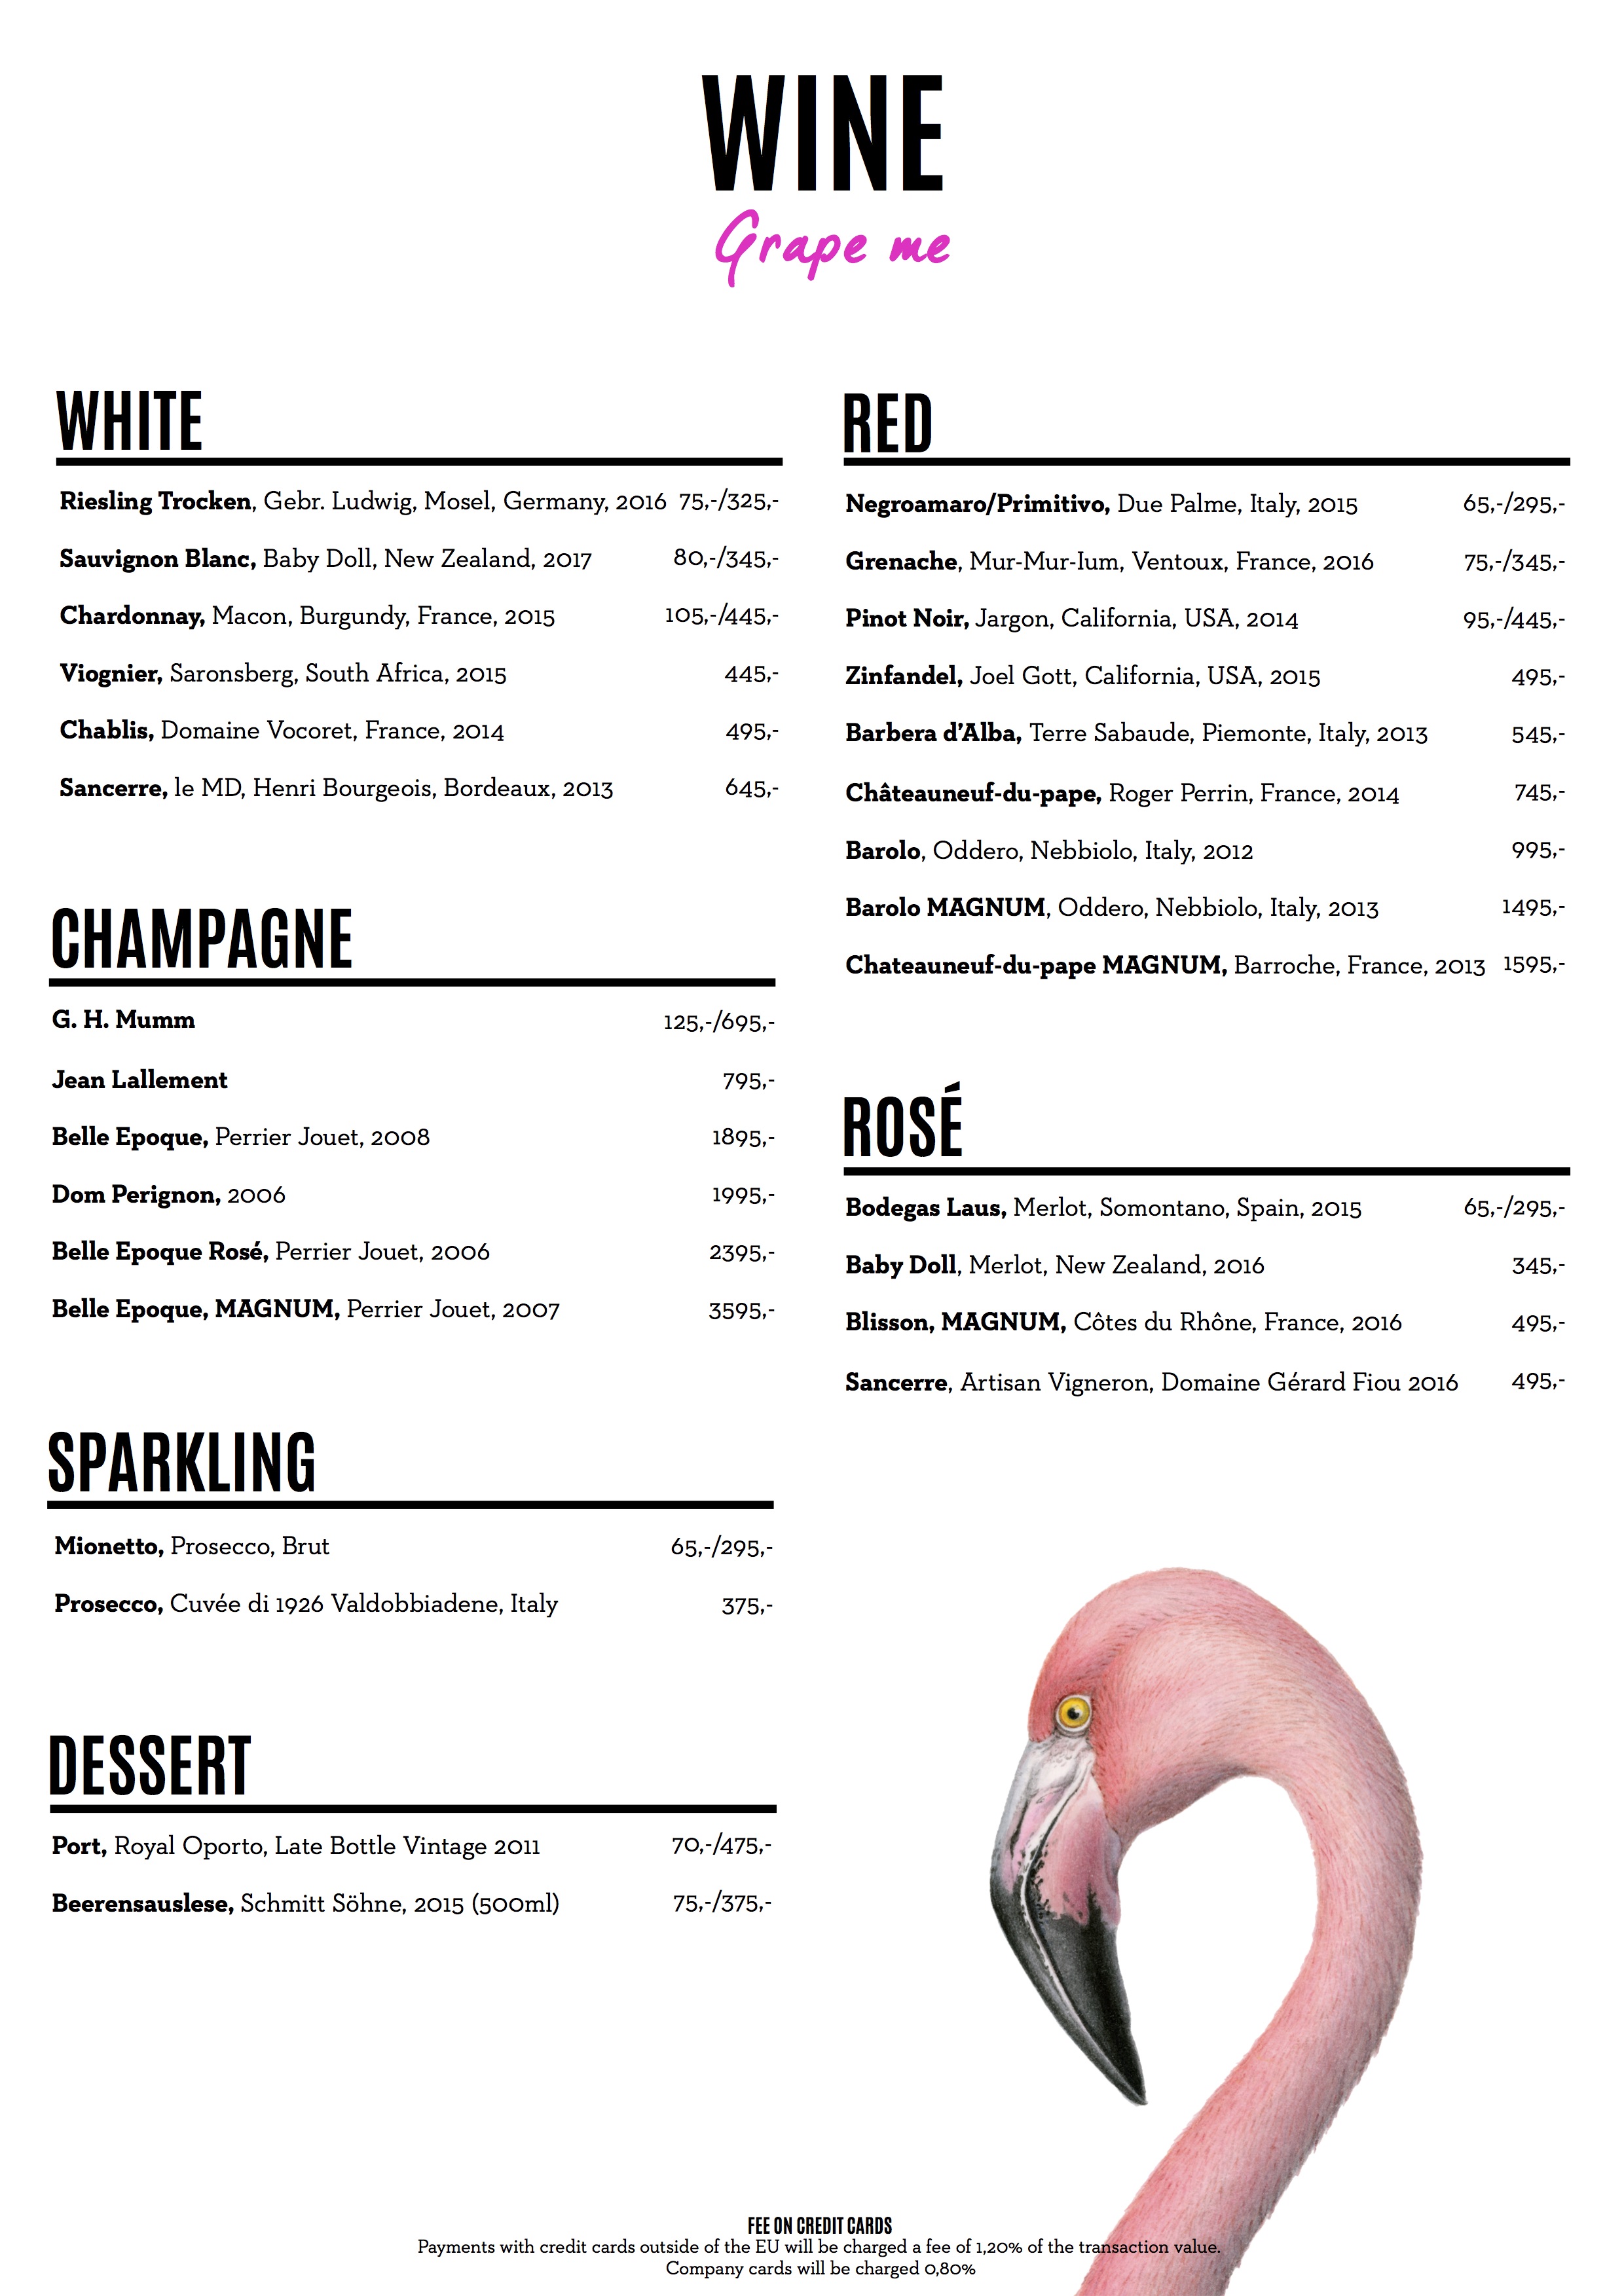 WINE
Grape me
WHITE
Riesling Trocken, Gebr. Ludwig, Mosel, Germany, 2016 75,-/325,-
Sauvignon Blanc, Baby Doll, New Zealand, 2017 80,-/345,-
Chardonnay, Macon, Burgundy, France, 2015 105,-/445,-
Viognier, Saronsberg, South Africa, 2015 445,-
Chablis, Domaine Vocoret, France, 2014 495,-
Sancerre, le MD, Henri Bourgeois, Bordeaux, 2013 645,-
CHAMPAGNE
G. H. Mumm 125,-/695,-
Jean Lallement 795,-
Belle Epoque, Perrier Jouet, 2008 1895,-
Dom Perignon, 2006 1995,-
Belle Epoque Rosé, Perrier Jouet, 2006 2395,-
Belle Epoque, MAGNUM, Perrier Jouet, 2007 3595,-
SPARKLING
Mionetto, Prosecco, Brut 65,-/295,-
Prosecco, Cuvée di 1926 Valdobbiadene, Italy 375,-
DESSERT
Port, Royal Oporto, Late Bottle Vintage 2011 70,-/475,-
Beerensauslese, Schmitt Söhne, 2015 (500ml) 75,-/375,-
RED
Negroamaro/Primitivo, Due Palme, Italy, 2015 65,-/295,-
Grenache, Mur-Mur-Ium, Ventoux, France, 2016 75,-/345,-
Pinot Noir, Jargon, California, USA, 2014 95,-/445,-
Zinfandel, Joel Gott, California, USA, 2015 495,-
Barbera d’Alba, Terre Sabaude, Piemonte, Italy, 2013 545,-
Châteauneuf-du-pape, Roger Perrin, France, 2014 745,-
Barolo, Oddero, Nebbiolo, Italy, 2012 995,-
Barolo MAGNUM, Oddero, Nebbiolo, Italy, 2013 1495,-
Chateauneuf-du-pape MAGNUM, Barroche, France, 2013 1595,-
ROSÉ
Bodegas Laus, Merlot, Somontano, Spain, 2015 65,-/295,-
Baby Doll, Merlot, New Zealand, 2016 345,-
Blisson, MAGNUM, Côtes du Rhône, France, 2016 495,-
Sancerre, Artisan Vigneron, Domaine Gérard Fiou 2016 495,-
FEE ON CREDIT CARDS
Payments with credit cards outside of the EU will be charged a fee of 1,20% of the transaction value.
Company cards will be charged 0,80%